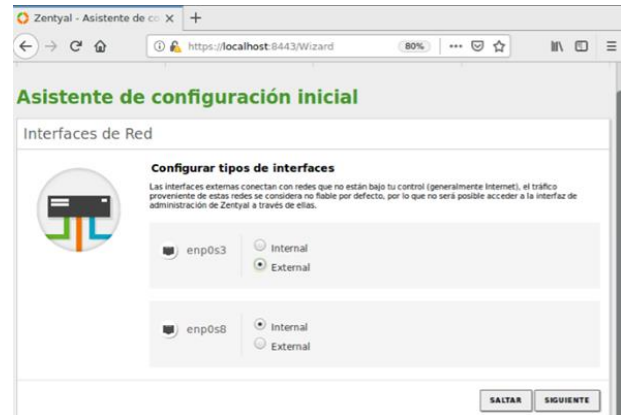 Zentyal - Asistente de co
https://localhost:8443/Wizard
80%
Asistente de configuración inicial
Interfaces de Red
Configurar tipos de interfaces
Las interfaces externas conectan con redes que no están bajo tu control (generalmente Internet), el tráfico
proveniente de estas redes se considera no fiable por defecto, por lo que no será posible acceder a la interfaz de
administración de Zentyal a través de ellas.
enp0s3
Internal
External
enp0s8
Internal
External
SALTAR
SIGUIENTE